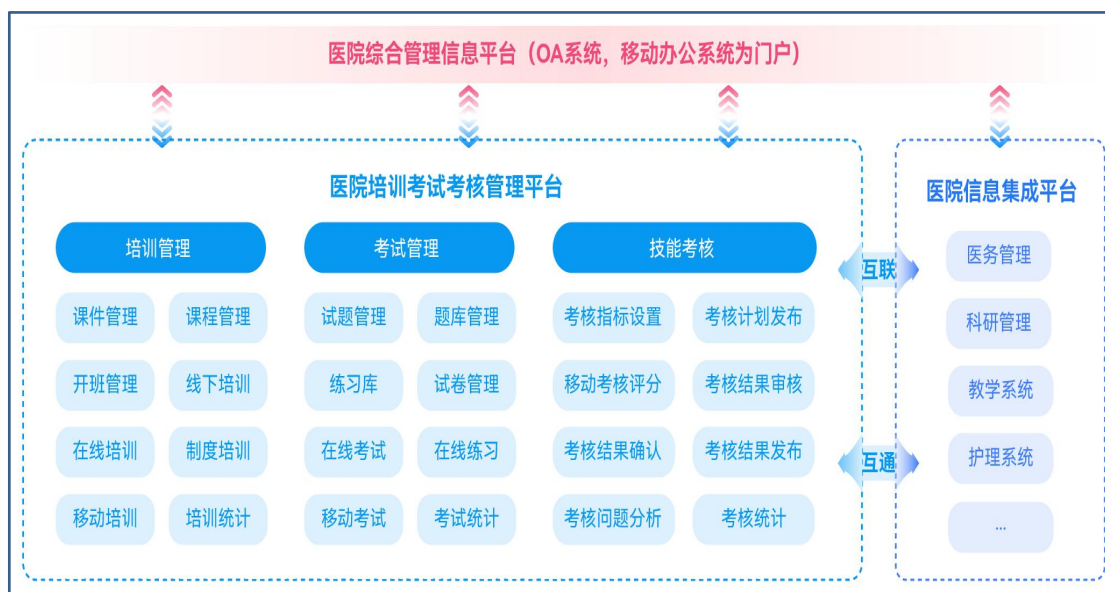 医院综合管理信息平台（OA系统，移动办公系统为门户）
医院培训考试考核管理平台
培训管理
课件管理 课程管理
开班管理 线下培训
在线培训 制度培训
移动培训 培训统计
考试管理
试题管理 题库管理
练习库 试卷管理
在线考试 在线练习
移动考试 考试统计
技能考核
考核指标设置 考核计划发布
移动考核评分 考核结果审核
考核结果确认 考核结果发布
考核问题分析 考核统计
互联
互通
医院信息集成平台
医务管理
科研管理
教学系统
护理系统
...